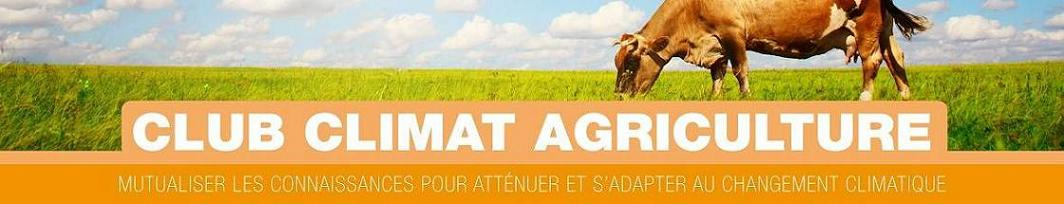 CLUB CLIMAT AGRICULTURE
MUTUALISER LES CONNAISSANCES POUR ATTÉNUER ET S'ADAPTER AU CHANGEMENT CLIMATIQUE